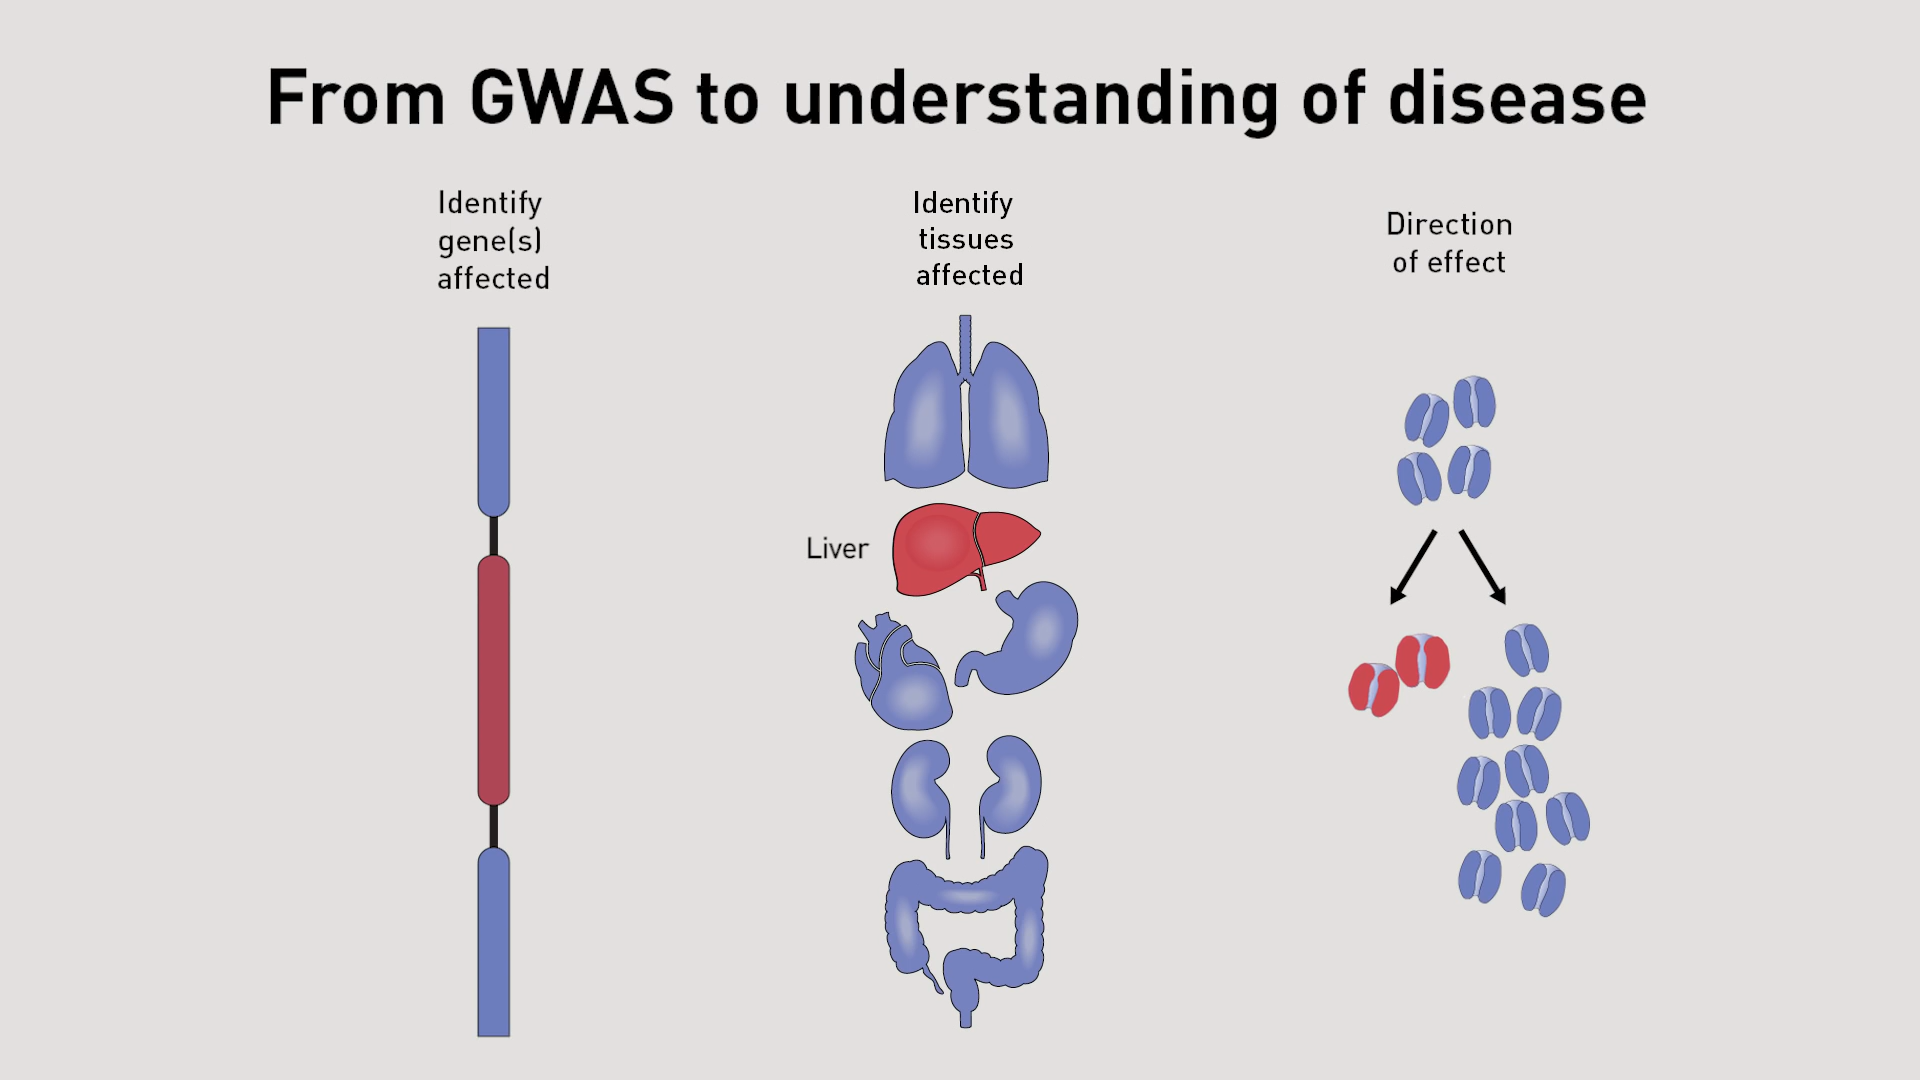 From GWAS to understanding of disease
Identify
gene(s)
affected
Identify
tissues
affected
Direction
of effect
Liver